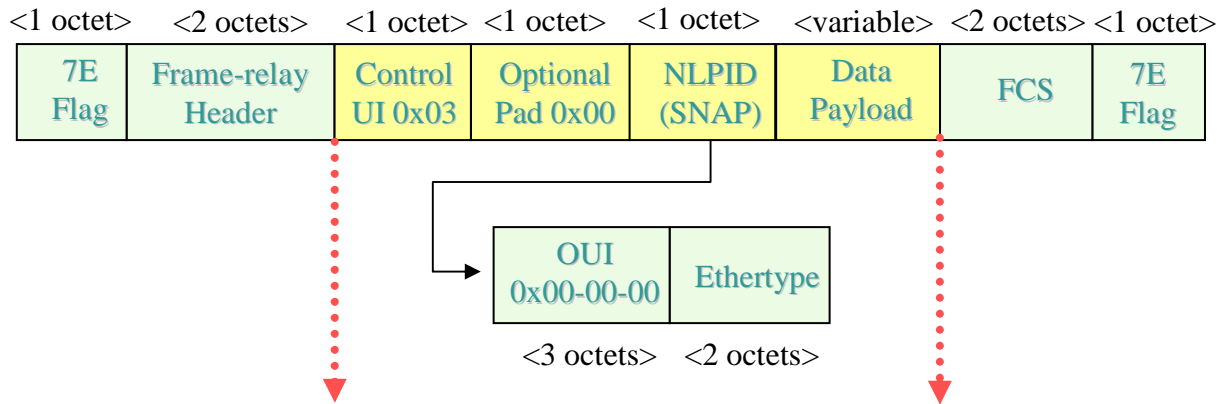 <1 octet> <2 octets> <1 octet> <1 octet> <1 octet> <variable> <2 octets> <1 octet>
7E Flag
Frame-relay Header
Control UI 0x03
Optional Pad 0x00
NLPID (SNAP)
Data Payload
FCS
7E Flag
OUI 0x00-00-00
Ethertype
<3 octets> <2 octets>